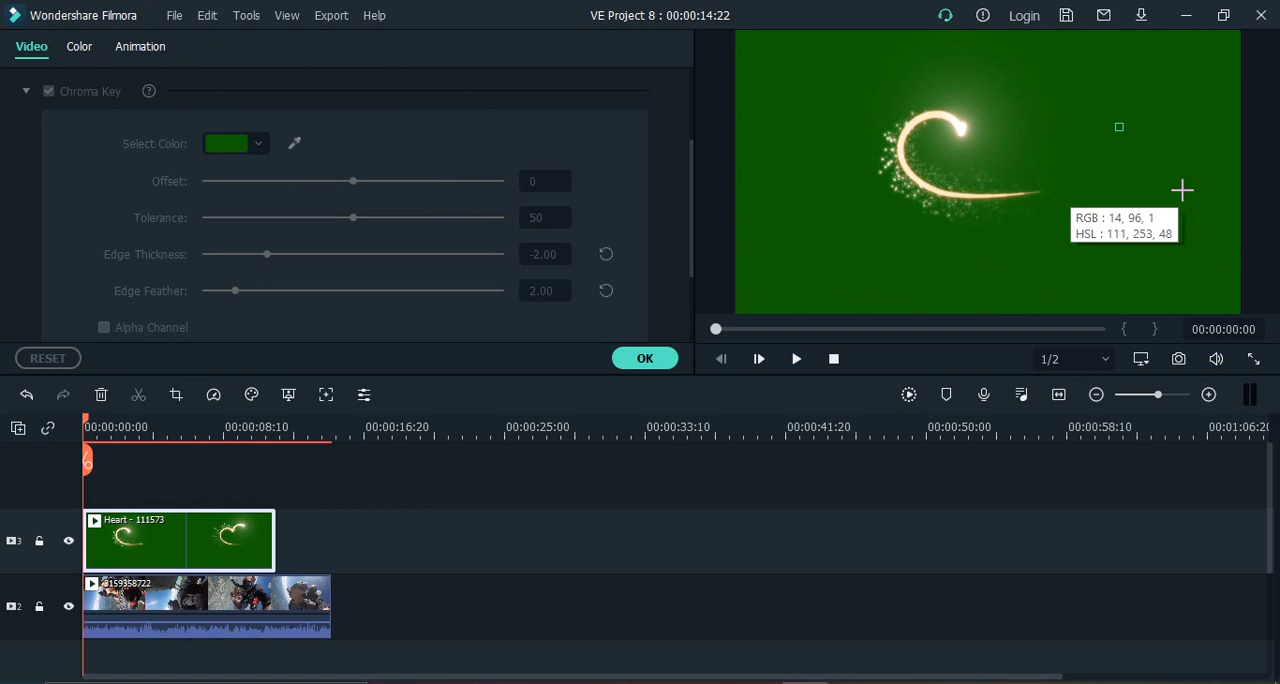 Wondershare Filmora File Edit Tools View Export Help VE Project 8 : 00:00:14:22 Login
Video Color Animation
Chroma Key ?
Select Color:
Offset: 0
Tolerance: 50
Edge Thickness: -2.00
Edge Feather: 2.00
Alpha Channel
RESET OK
RGB : 14, 96, 1
HSL : 111, 253, 48
{ } 00:00:00:00
1/2
00:00:00:00 00:00:08:10 00:00:16:20 00:00:25:00 00:00:33:10 00:00:41:20 00:00:50:00 00:00:58:10 00:01:06:20
Heart - 111573
3
3159358722
2